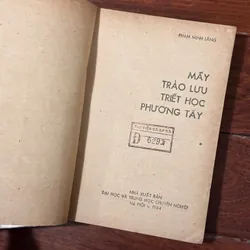 PHẠM MINH LĂNG
MẤY
TRÀO LƯU
TRIẾT HỌC
PHƯƠNG TÂY
NHÀ XUẤT BẢN
ĐẠI HỌC VÀ TRUNG HỌC CHUYÊN NGHIỆP
HÀ NỘI - 1984